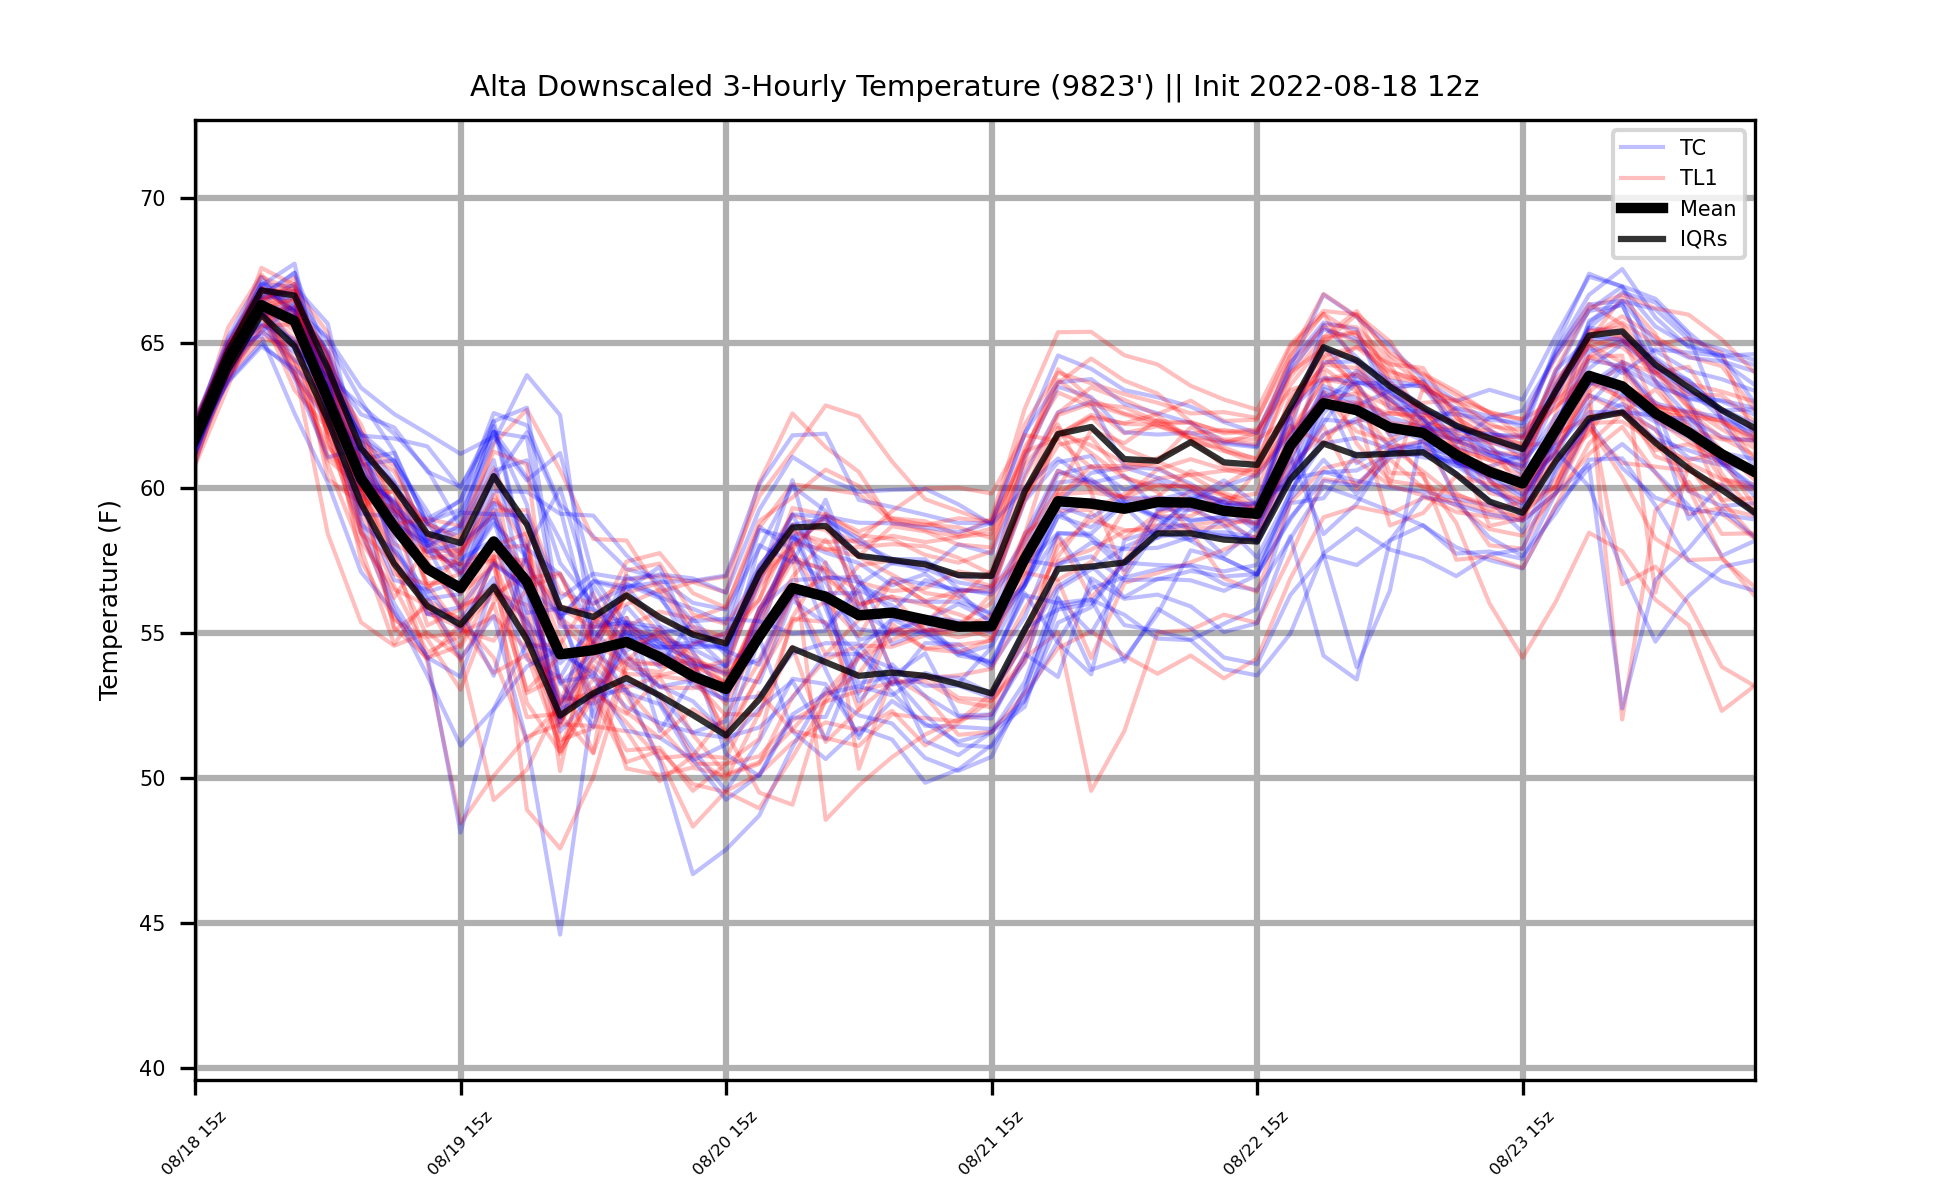 Alta Downscaled 3-Hourly Temperature (9823') || Init 2022-08-18 12z
TC
TL1
Mean
IQRs
Temperature (F)
70
65
60
55
50
45
40
08/18 15z
08/19 15z
08/20 15z
08/21 15z
08/22 15z
08/23 15z